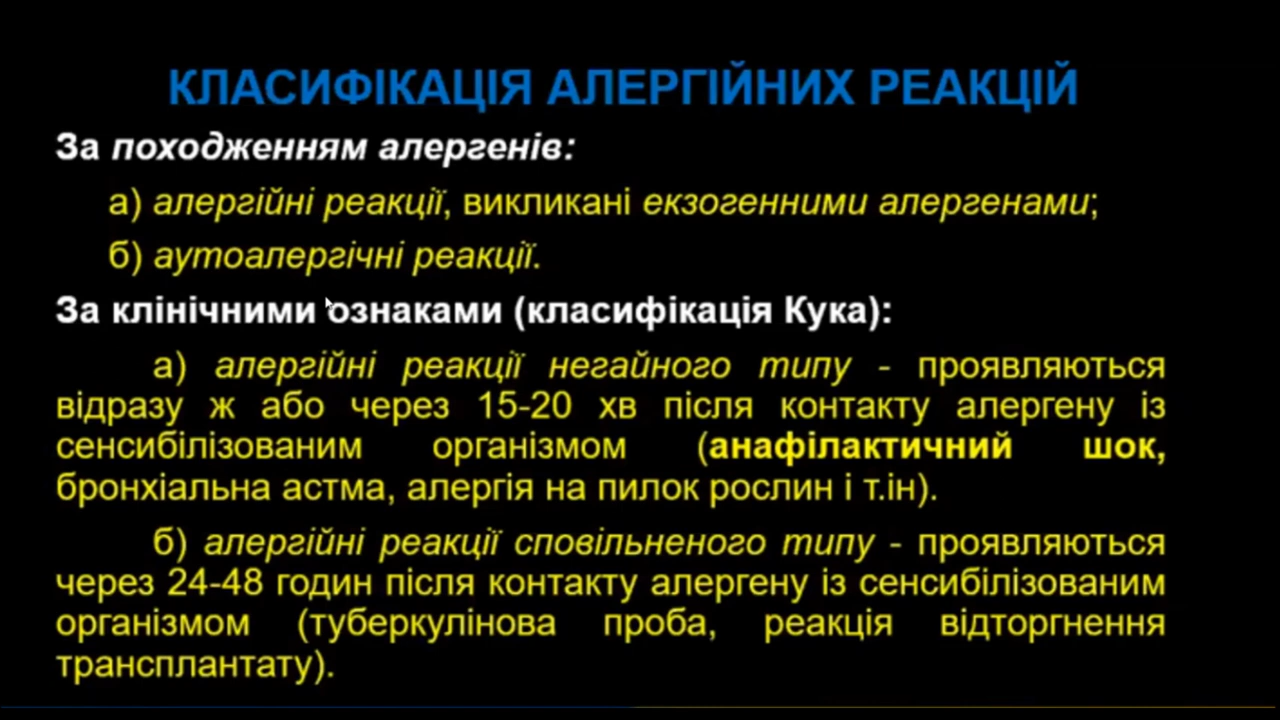 КЛАСИФІКАЦІЯ АЛЕРГІЙНИХ РЕАКЦІЙ
За походженням алергенів:
а) алергійні реакції, викликані екзогенними алергенами;
б) аутоалергічні реакції.
За клінічними ознаками (класифікація Кука):
а) алергійні реакції негайного типу - проявляються
відразу ж або через 15-20 хв після контакту алергену із
сенсибілізованим організмом (анафілактичний шок,
бронхіальна астма, алергія на пилок рослин і т.ін).
б) алергійні реакції сповільненого типу - проявляються
через 24-48 годин після контакту алергену із сенсибілізованим
організмом (туберкулінова проба, реакція відторгнення
трансплантату).